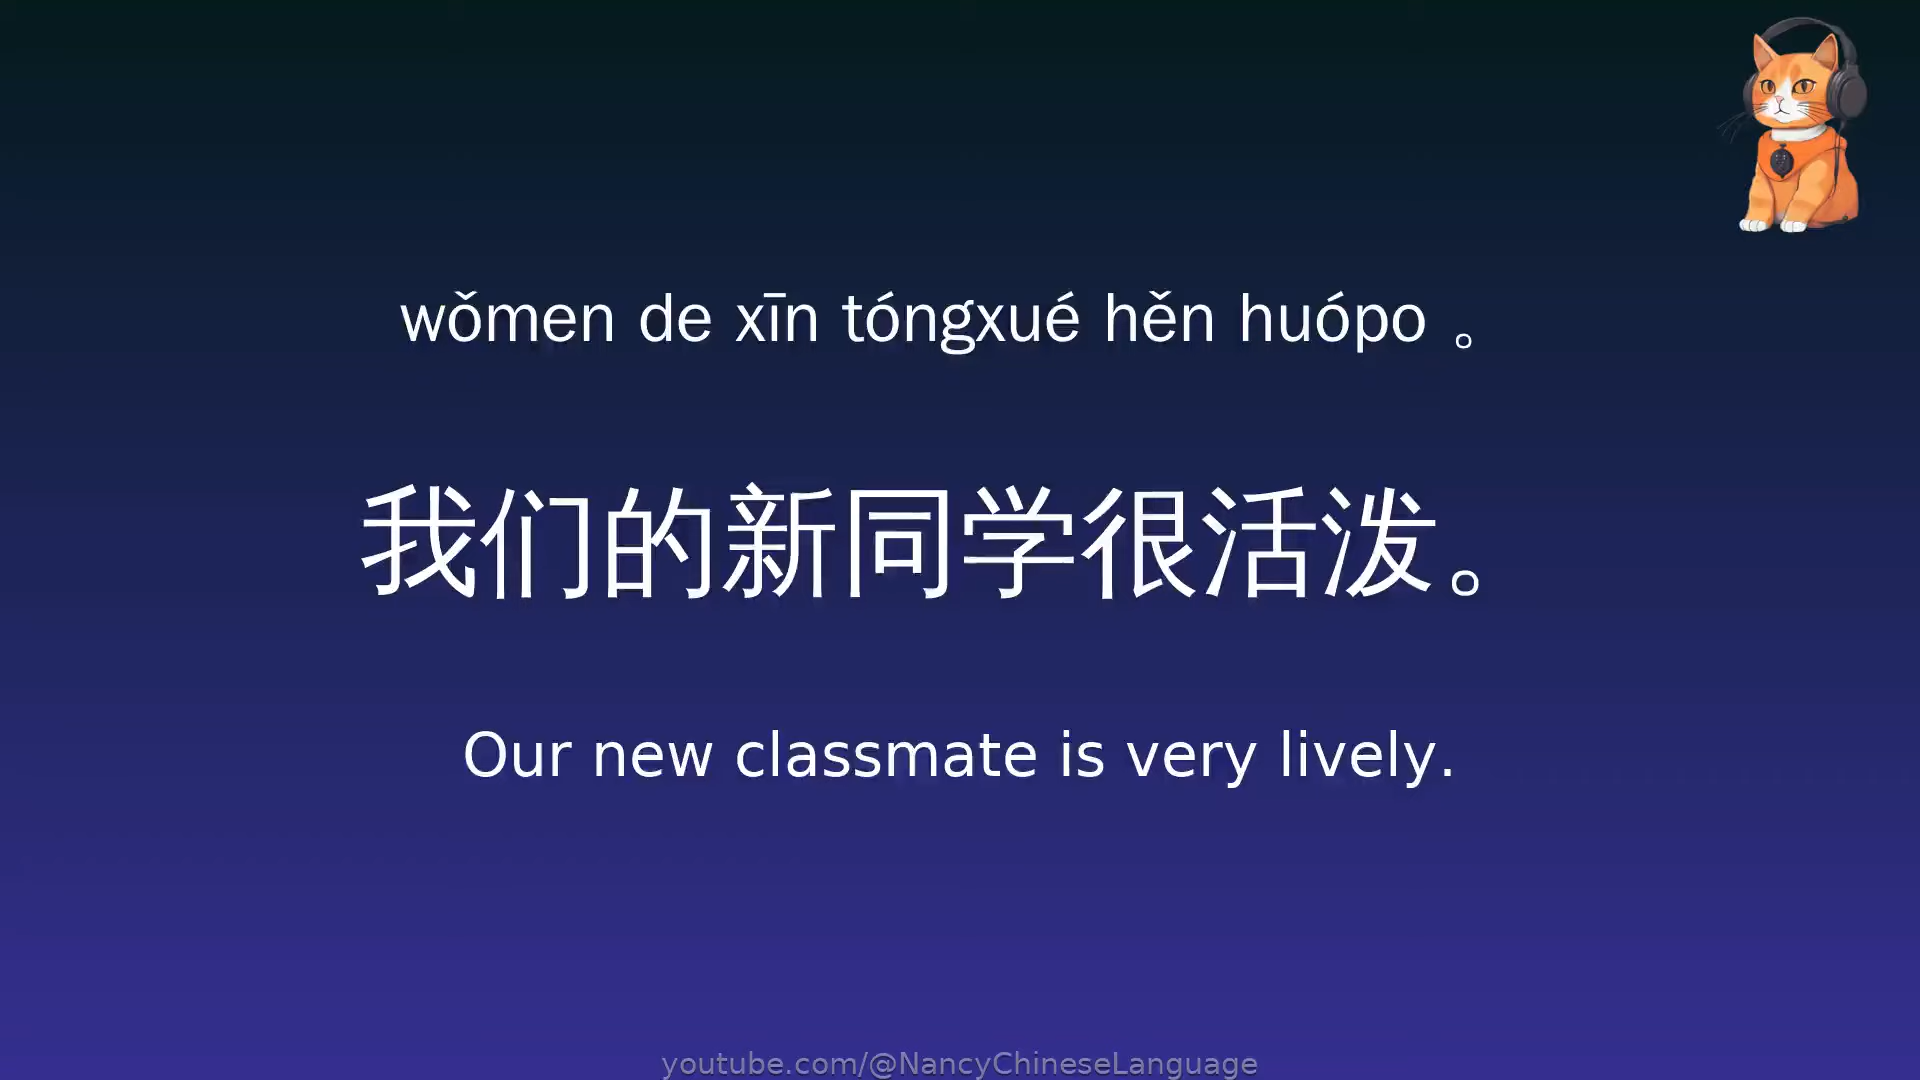 wǒmen de xīn tóngxué hěn huópo 。
我们的新同学很活泼。
Our new classmate is very lively.
youtube.com/@NancyChineseLanguage